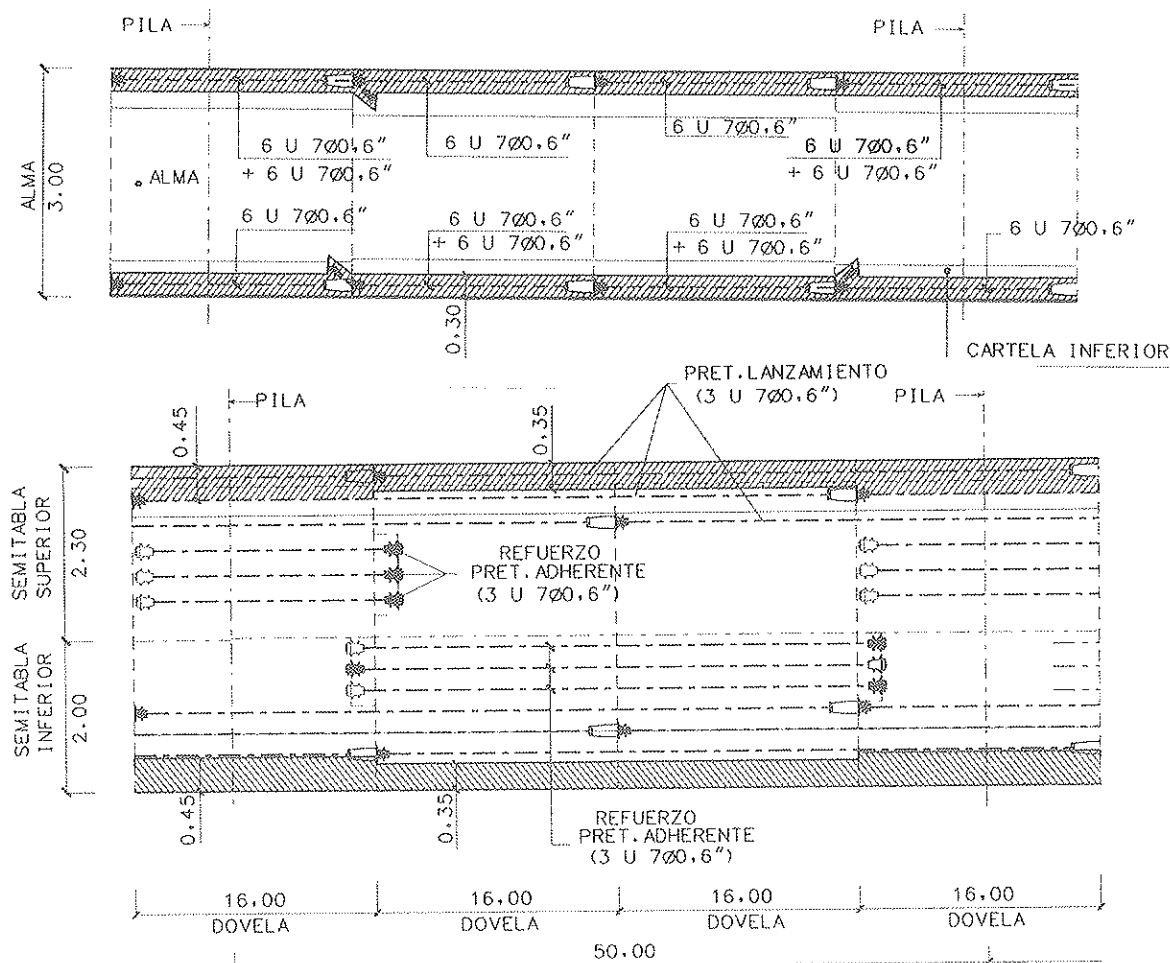 PILA
PILA
ALMA
3.00
6 U 7Ø0,6"
+ 6 U 7Ø0,6"
6 U 7Ø0,6"
6 U 7Ø0,6"
6 U 7Ø0,6"
+ 6 U 7Ø0,6"
ALMA
6 U 7Ø0,6"
6 U 7Ø0,6"
+ 6 U 7Ø0,6"
6 U 7Ø0,6"
+ 6 U 7Ø0,6"
6 U 7Ø0,6"
0,30
CARTELA INFERIOR
PILA
PRET.LANZAMIENTO
(3 U 7Ø0,6")
PILA
0,45
0,35
SEMITABLA
SUPERIOR
2.30
REFUERZO
PRET.ADHERENTE
(3 U 7Ø0,6")
SEMITABLA
INFERIOR
2.00
0,45
0,35
REFUERZO
PRET.ADHERENTE
(3 U 7Ø0,6")
16,00
16,00
16,00
16,00
DOVELA
DOVELA
DOVELA
DOVELA
50,00